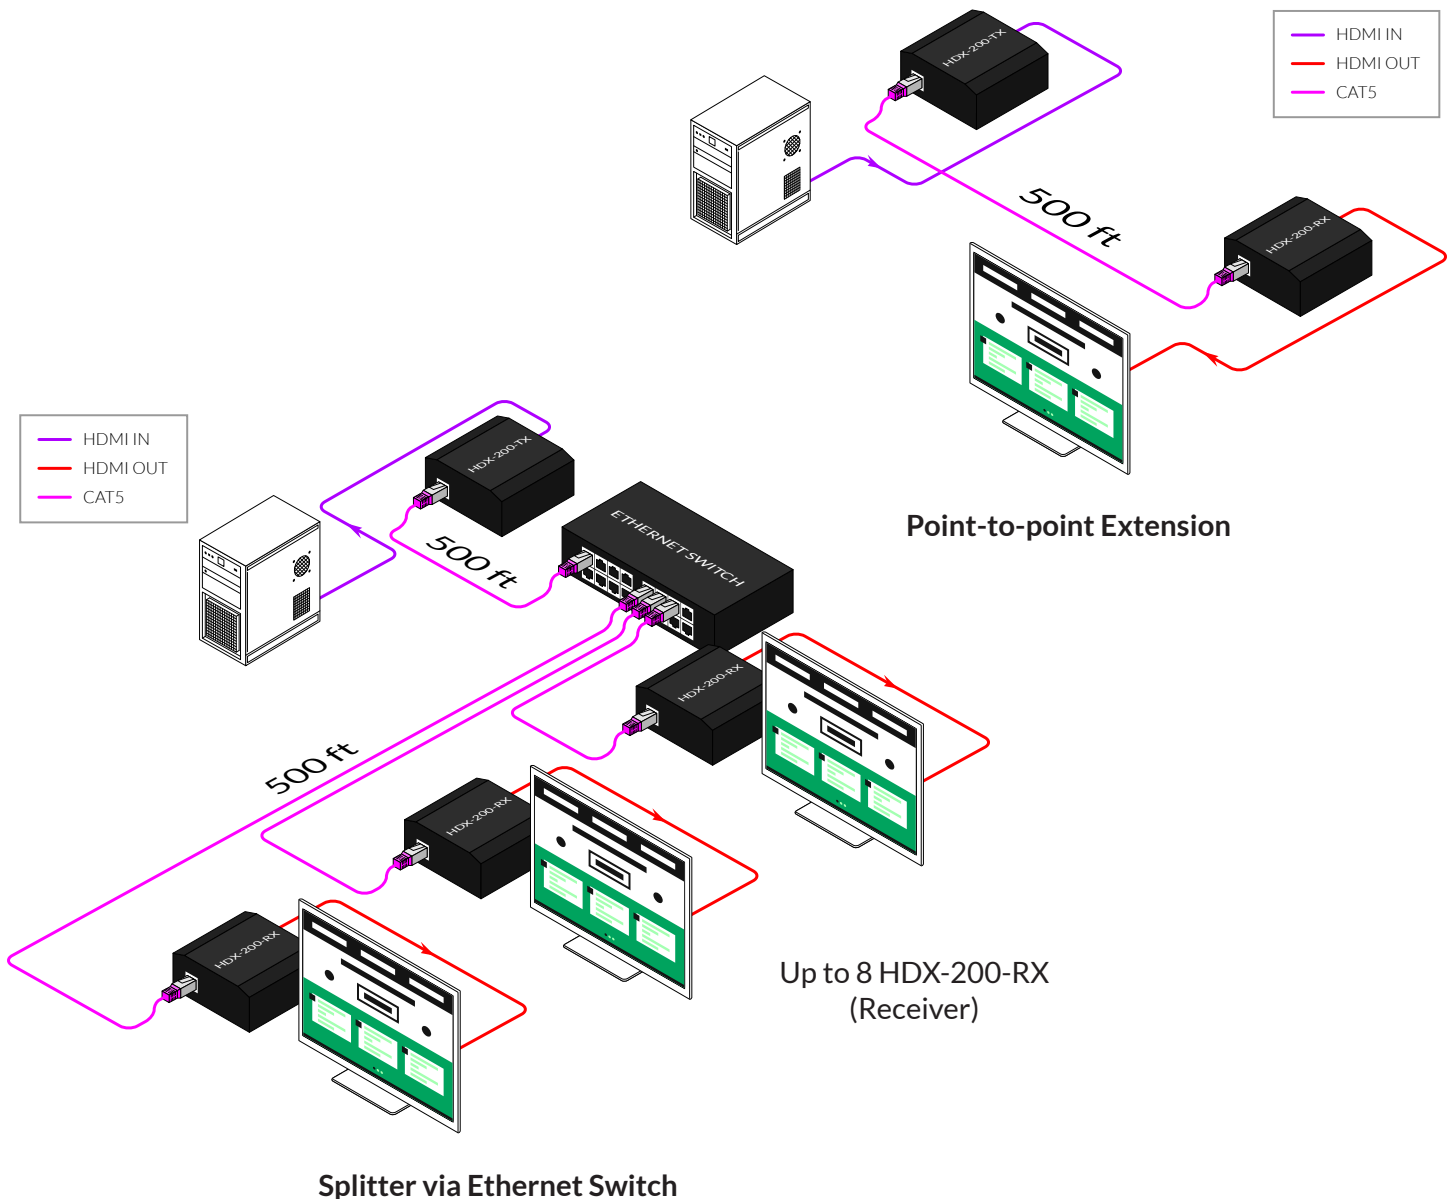 HDX-200-TX
HDMI IN
HDMI OUT
CAT5
500 ft
HDX-200-RX
Point-to-point Extension
HDMI IN
HDMI OUT
CAT5
HDX-200-TX
500 ft
ETHERNET SWITCH
HDX-200-RX
500 ft
HDX-200-RX
HDX-200-RX
Up to 8 HDX-200-RX
(Receiver)
Splitter via Ethernet Switch